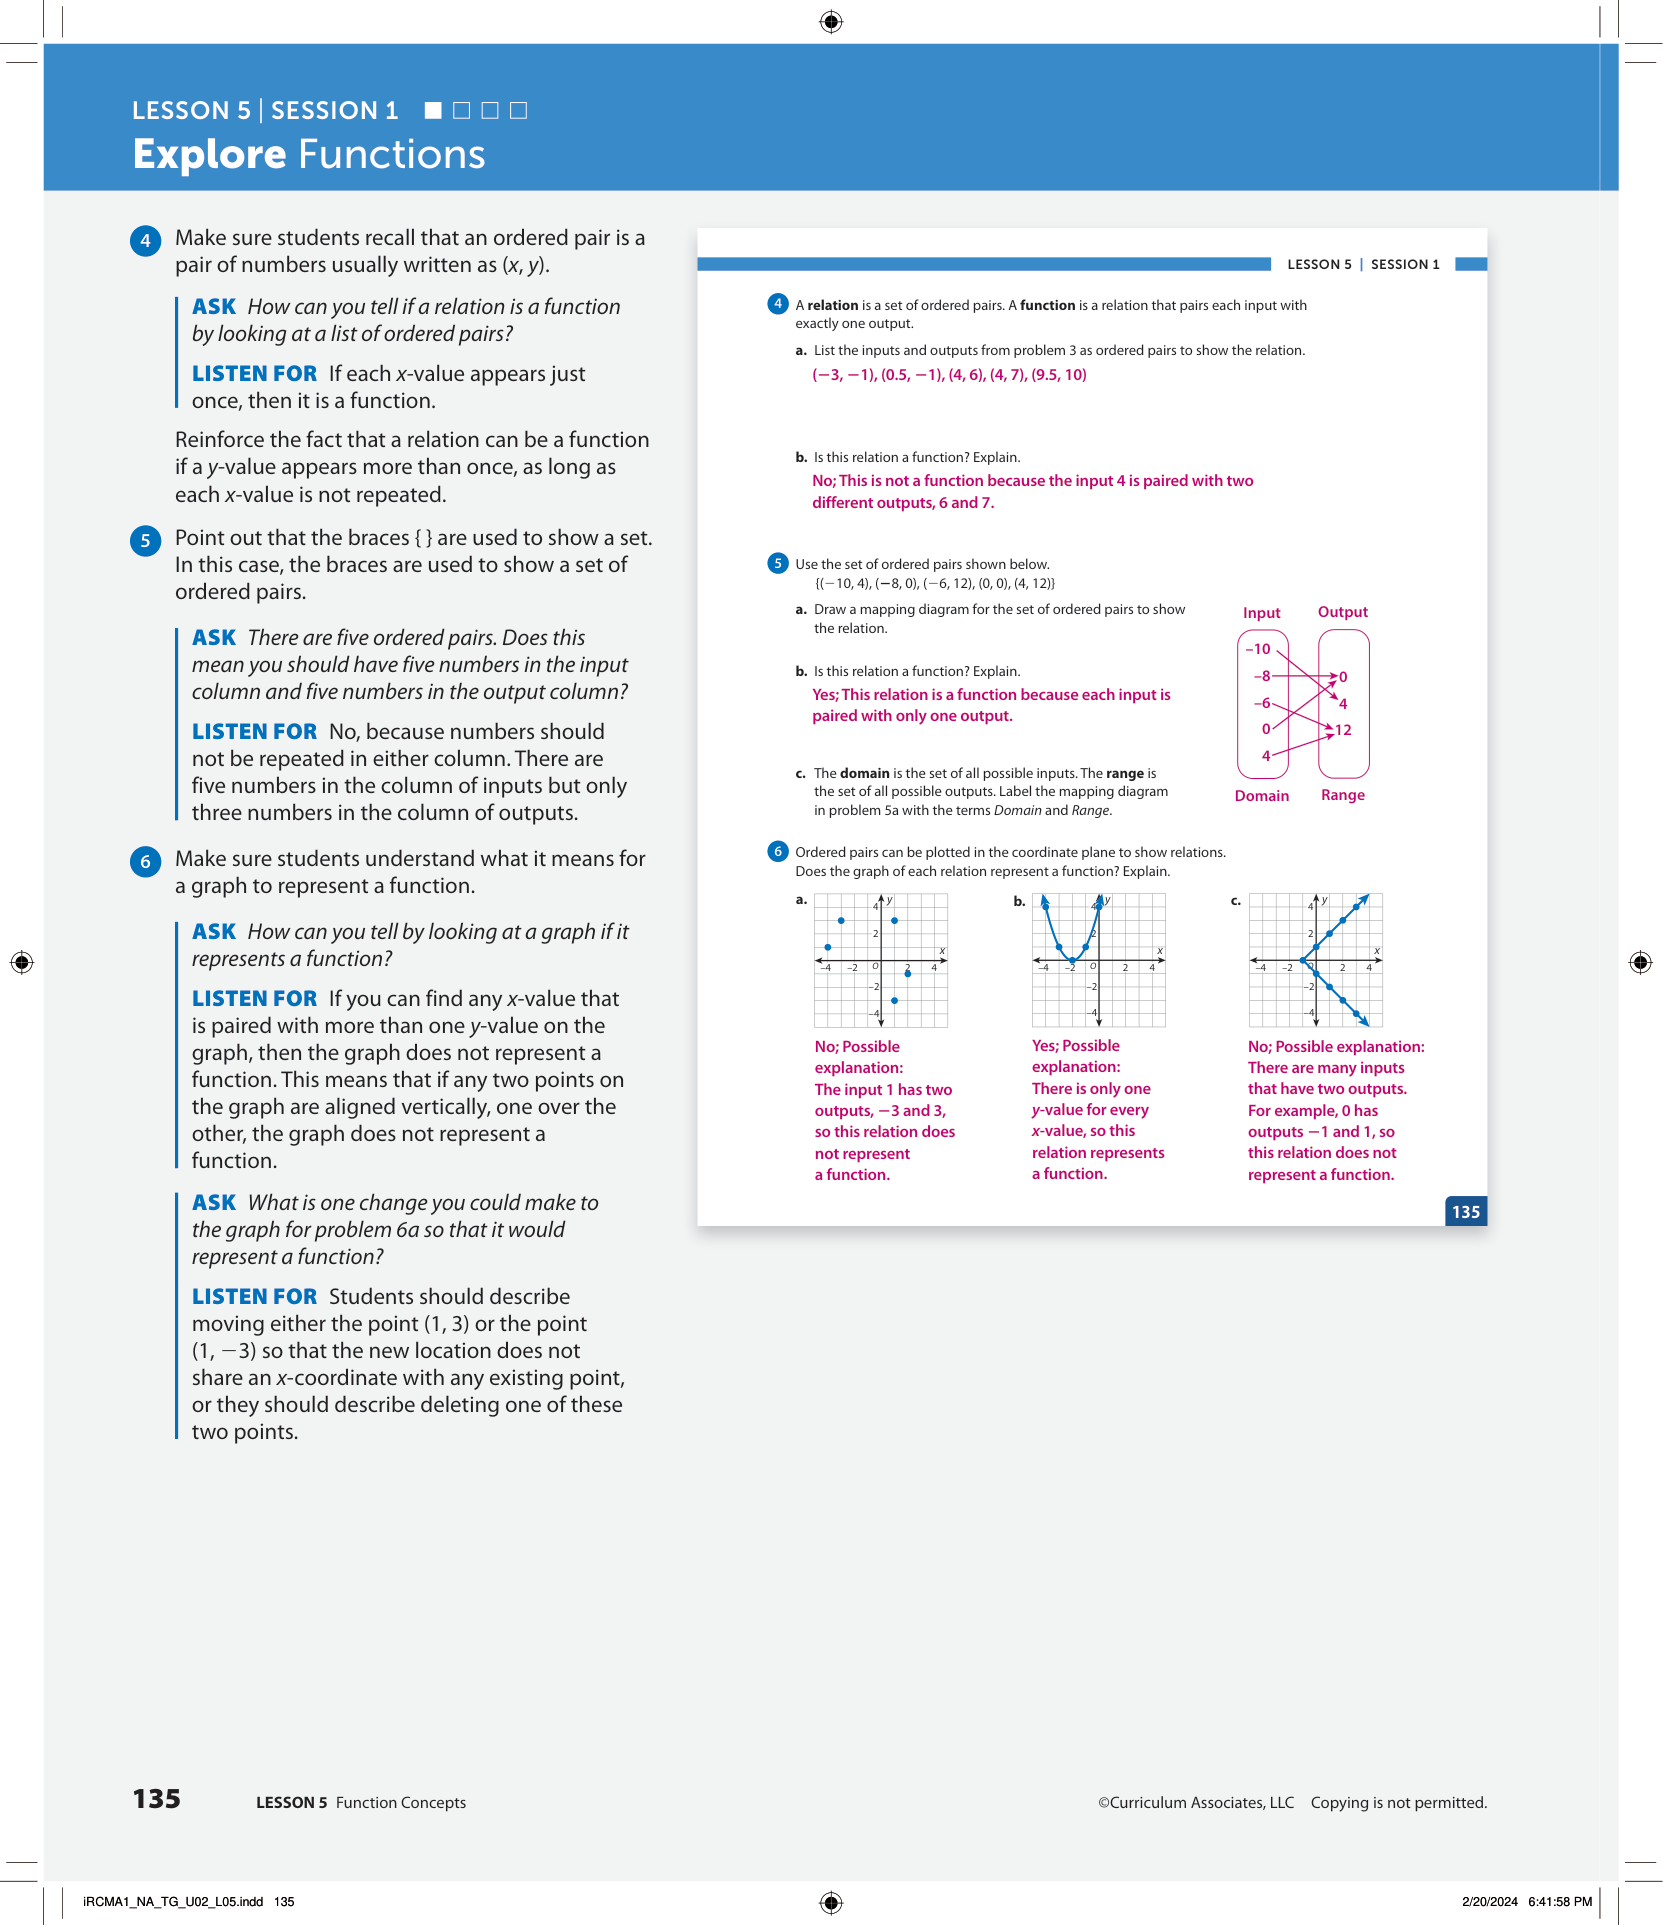 LESSON 5 | SESSION 1
Explore Functions
4 Make sure students recall that an ordered pair is a
pair of numbers usually written as (x, y).
ASK How can you tell if a relation is a function
by looking at a list of ordered pairs?
LISTEN FOR If each x-value appears just
once, then it is a function.
Reinforce the fact that a relation can be a function
if a y-value appears more than once, as long as
each x-value is not repeated.
5 Point out that the braces { } are used to show a set.
In this case, the braces are used to show a set of
ordered pairs.
ASK There are five ordered pairs. Does this
mean you should have five numbers in the input
column and five numbers in the output column?
LISTEN FOR No, because numbers should
not be repeated in either column. There are
five numbers in the column of inputs but only
three numbers in the column of outputs.
6 Make sure students understand what it means for
a graph to represent a function.
ASK How can you tell by looking at a graph if it
represents a function?
LISTEN FOR If you can find any x-value that
is paired with more than one y-value on the
graph, then the graph does not represent a
function. This means that if any two points on
the graph are aligned vertically, one over the
other, the graph does not represent a
function.
ASK What is one change you could make to
the graph for problem 6a so that it would
represent a function?
LISTEN FOR Students should describe
moving either the point (1, 3) or the point
(1, −3) so that the new location does not
share an x-coordinate with any existing point,
or they should describe deleting one of these
two points.
LESSON 5 | SESSION 1
4 A relation is a set of ordered pairs. A function is a relation that pairs each input with
exactly one output.
a. List the inputs and outputs from problem 3 as ordered pairs to show the relation.
(−3, −1), (0.5, −1), (4, 6), (4, 7), (9.5, 10)
b. Is this relation a function? Explain.
No; This is not a function because the input 4 is paired with two
different outputs, 6 and 7.
5 Use the set of ordered pairs shown below.
{(−10, 4), (−8, 0), (−6, 12), (0, 0), (4, 12)}
a. Draw a mapping diagram for the set of ordered pairs to show
the relation.
b. Is this relation a function? Explain.
Yes; This relation is a function because each input is
paired with only one output.
c. The domain is the set of all possible inputs. The range is
the set of all possible outputs. Label the mapping diagram
in problem 5a with the terms Domain and Range.
Input Output
–10
–8 0
–6 4
0 12
4
Domain Range
6 Ordered pairs can be plotted in the coordinate plane to show relations.
Does the graph of each relation represent a function? Explain.
a.
4 y
2
x
–4 –2 O 2 4
–2
–4
No; Possible
explanation:
The input 1 has two
outputs, −3 and 3,
so this relation does
not represent
a function.
b.
4 y
2
x
–4 –2 O 2 4
–2
–4
Yes; Possible
explanation:
There is only one
y-value for every
x-value, so this
relation represents
a function.
c.
4 y
2
x
–4 –2 O 2 4
–2
–4
No; Possible explanation:
There are many inputs
that have two outputs.
For example, 0 has
outputs −1 and 1, so
this relation does not
represent a function.
135
135 LESSON 5 Function Concepts ©Curriculum Associates, LLC Copying is not permitted.
iRCMA1_NA_TG_U02_L05.indd 135 2/20/2024 6:41:58 PM